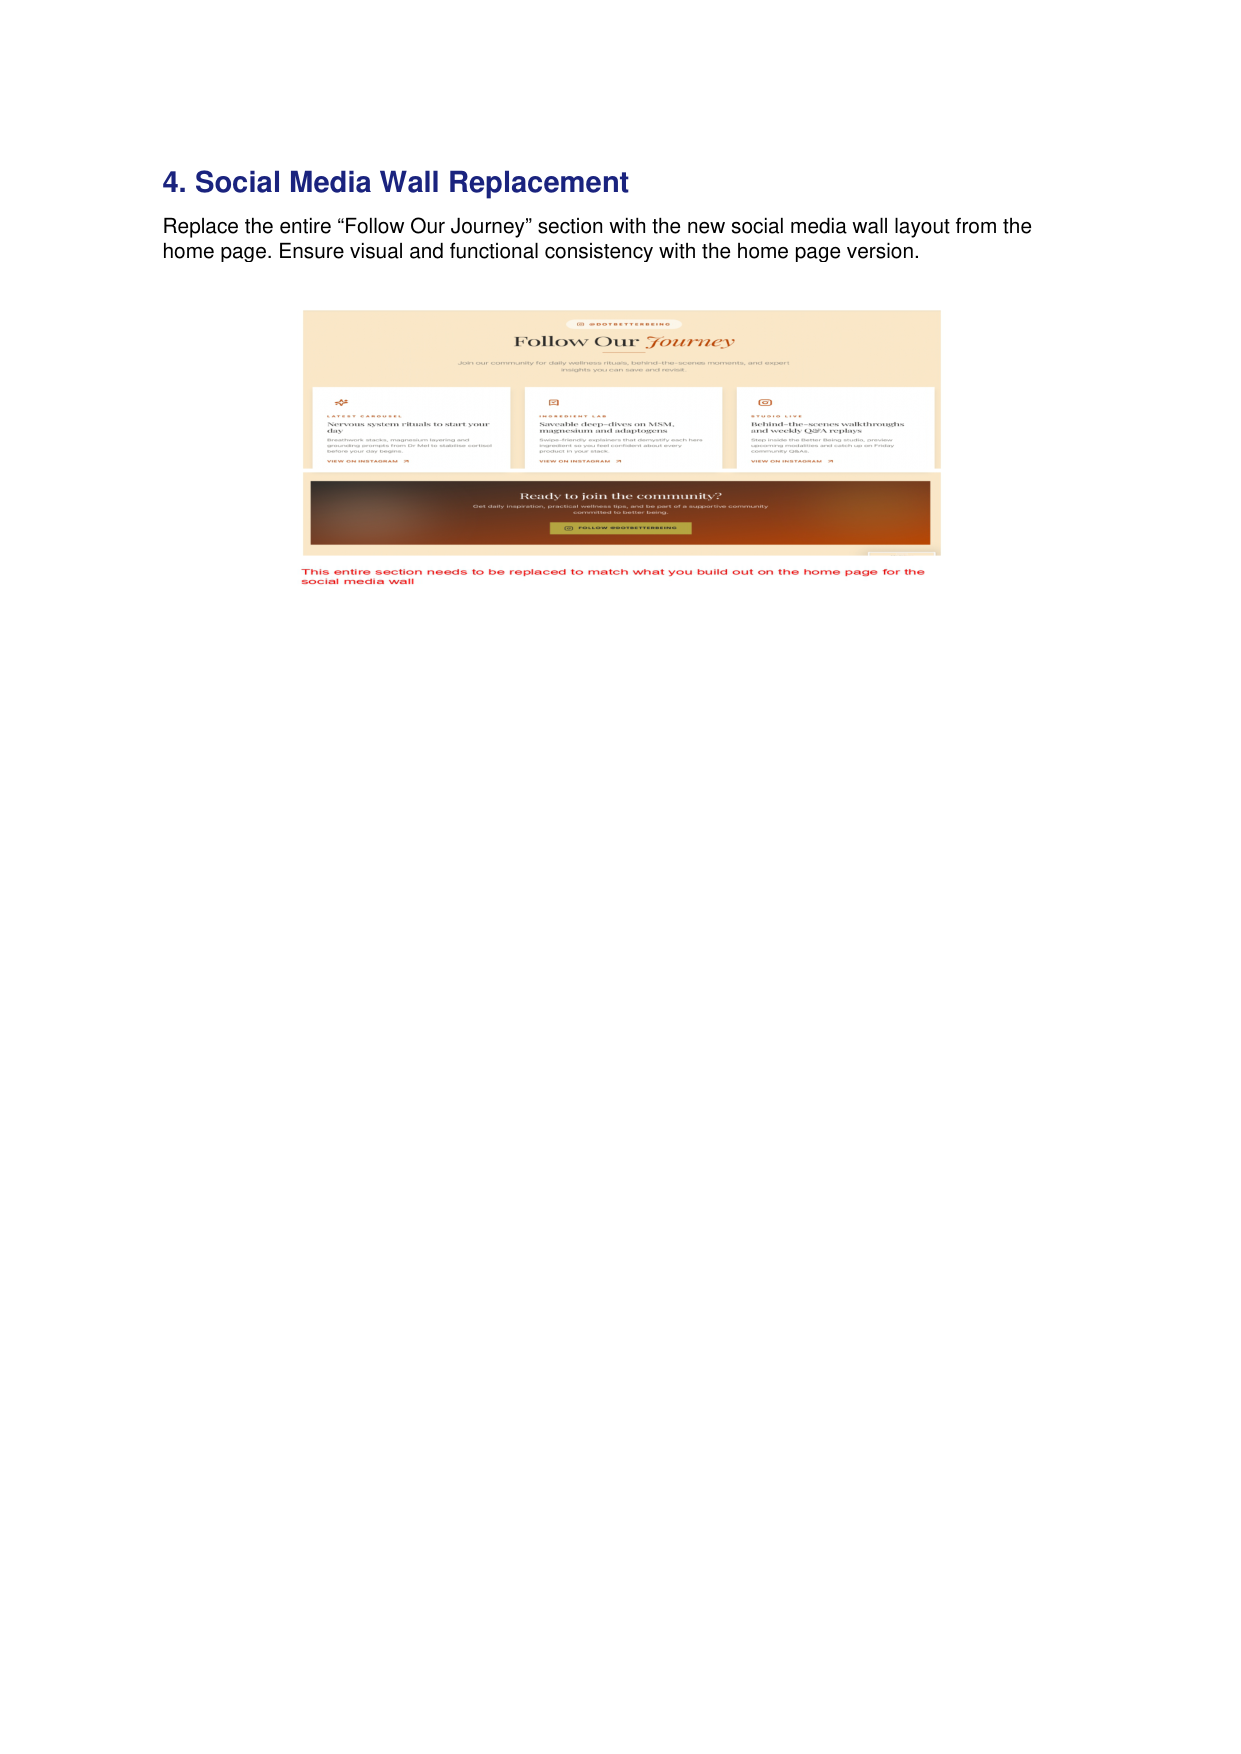 4. Social Media Wall Replacement
Replace the entire “Follow Our Journey” section with the new social media wall layout from the
home page. Ensure visual and functional consistency with the home page version.
@DOTBETTERBEING
Follow Our Journey
Join our community for daily wellness rituals, behind-the-scenes moments, and expert
insights you can save and revisit.
LATEST CAROUSEL
Nervous system rituals to start your
day
Breathwork stacks, magnesium layering and
grounding prompts from Dr Mel to stabilise cortisol
before your day begins.
VIEW ON INSTAGRAM
INGREDIENT LAB
Saveable deep-dives on MSM,
magnesium and adaptogens
Swipe-friendly explainers that demystify each hero
ingredient so you feel confident about every
product in your stack.
VIEW ON INSTAGRAM
STUDIO LIVE
Behind-the-scenes walkthroughs
and weekly Q&A replays
Step inside the Better Being studio, preview
upcoming modalities and catch up on Friday
community Q&As.
VIEW ON INSTAGRAM
Ready to join the community?
Get daily inspiration, practical wellness tips, and be part of a supportive community
committed to better being.
FOLLOW @DOTBETTERBEING
This entire section needs to be replaced to match what you build out on the home page for the
social media wall